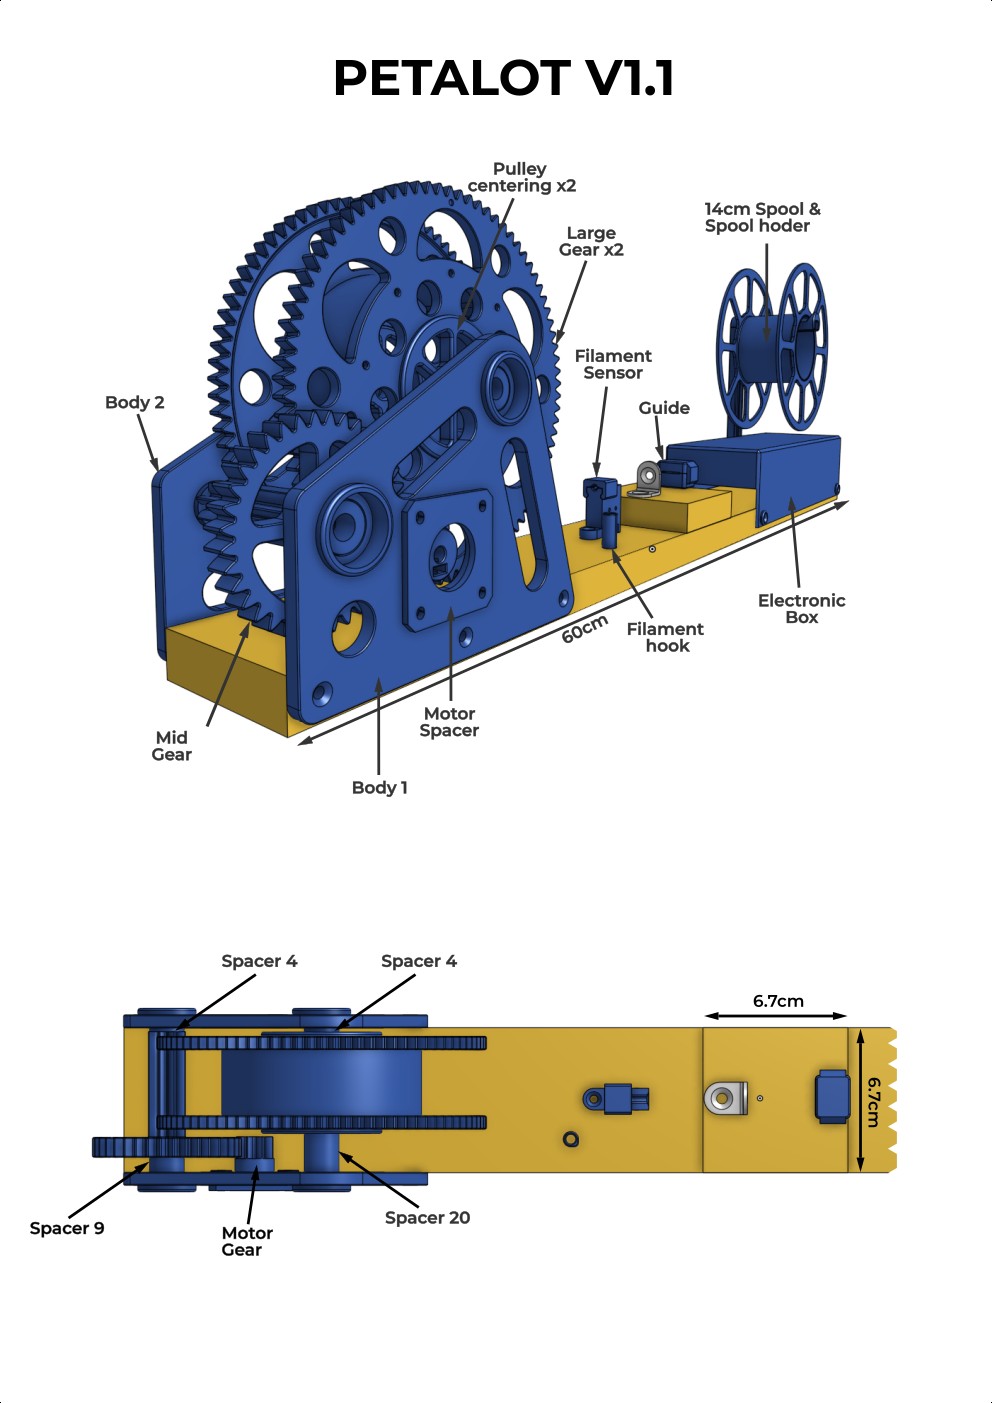 PETALOT V1.1
Pulley
centering x2
14cm Spool &
Spool hoder
Large
Gear x2
Filament
Sensor
Body 2
Guide
Electronic
Box
60cm
Filament
hook
Motor
Spacer
Mid
Gear
Body 1
Spacer 4
Spacer 4
6.7cm
6.7cm
Spacer 9
Motor
Gear
Spacer 20